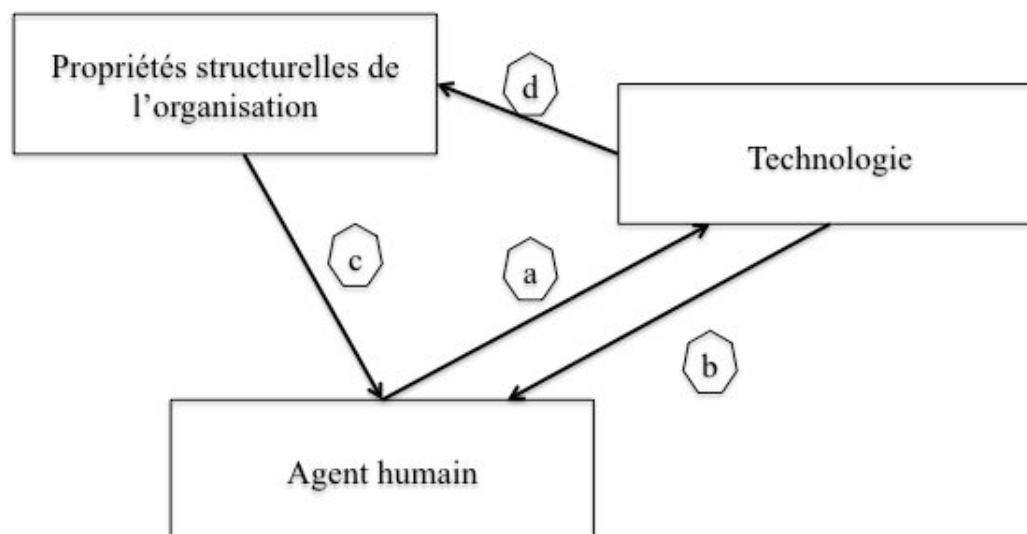 Propriétés structurelles de
l’organisation
d
Technologie
c
a
b
Agent humain